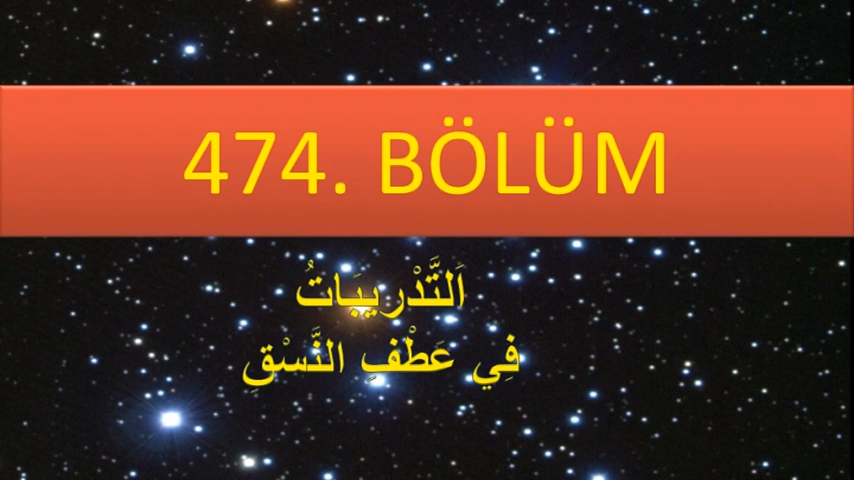 474. BÖLÜM
اَلتَّدْرِيبَاتُ
فِي عَطْفِ النَّسْقِ